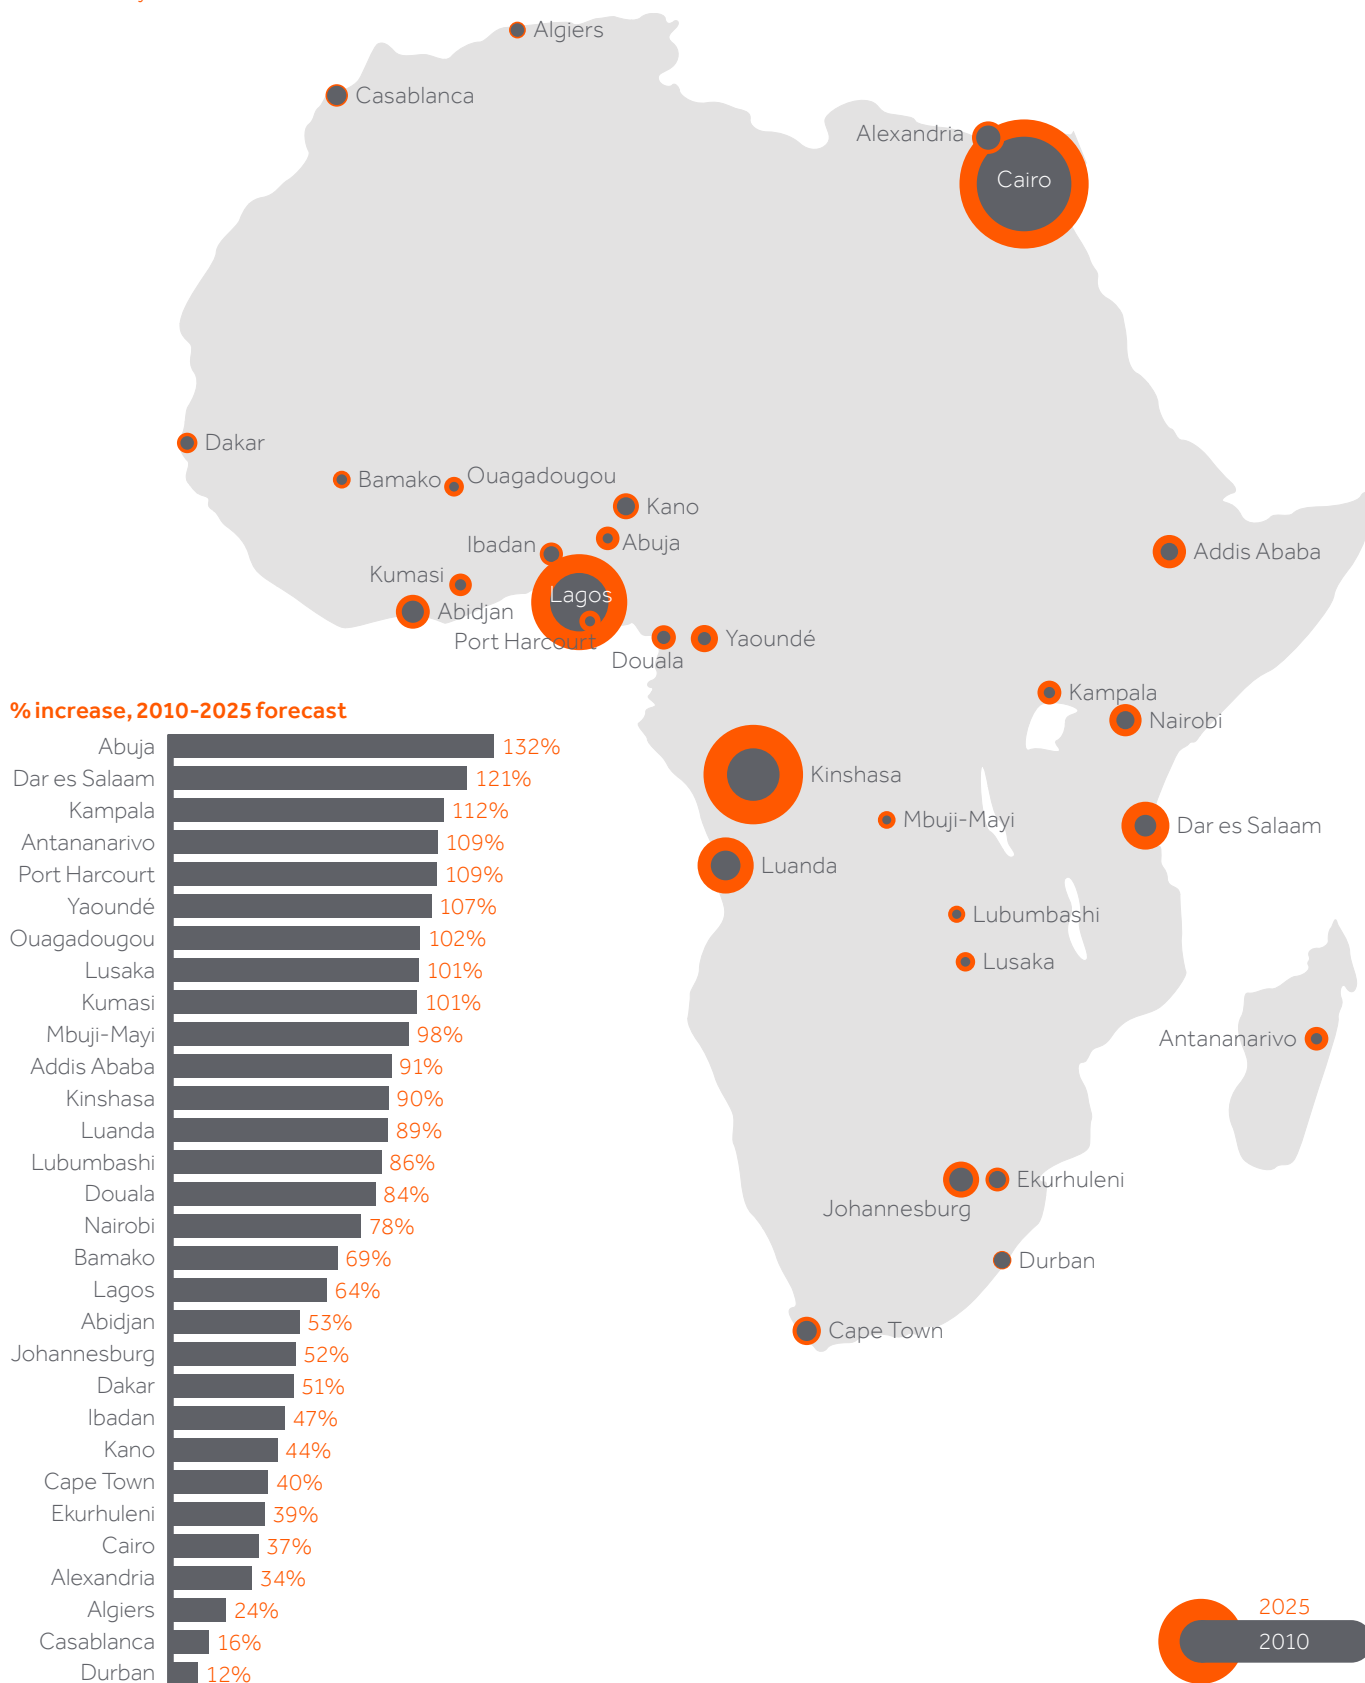 Algiers
Casablanca
Alexandria
Cairo
Dakar
Bamako
Ouagadougou
Kano
Ibadan
Abuja
Addis Ababa
Kumasi
Lagos
Abidjan
Port Harcourt
Douala
Yaoundé
Kampala
Nairobi
Kinshasa
Mbuji-Mayi
Dar es Salaam
Luanda
Lubumbashi
Lusaka
Antananarivo
Ekurhuleni
Johannesburg
Durban
Cape Town
% increase, 2010-2025 forecast
Abuja 132%
Dar es Salaam 121%
Kampala 112%
Antananarivo 109%
Port Harcourt 109%
Yaoundé 107%
Ouagadougou 102%
Lusaka 101%
Kumasi 101%
Mbuji-Mayi 98%
Addis Ababa 91%
Kinshasa 90%
Luanda 89%
Lubumbashi 86%
Douala 84%
Nairobi 78%
Bamako 69%
Lagos 64%
Abidjan 53%
Johannesburg 52%
Dakar 51%
Ibadan 47%
Kano 44%
Cape Town 40%
Ekurhuleni 39%
Cairo 37%
Alexandria 34%
Algiers 24%
Casablanca 16%
Durban 12%
2025
2010